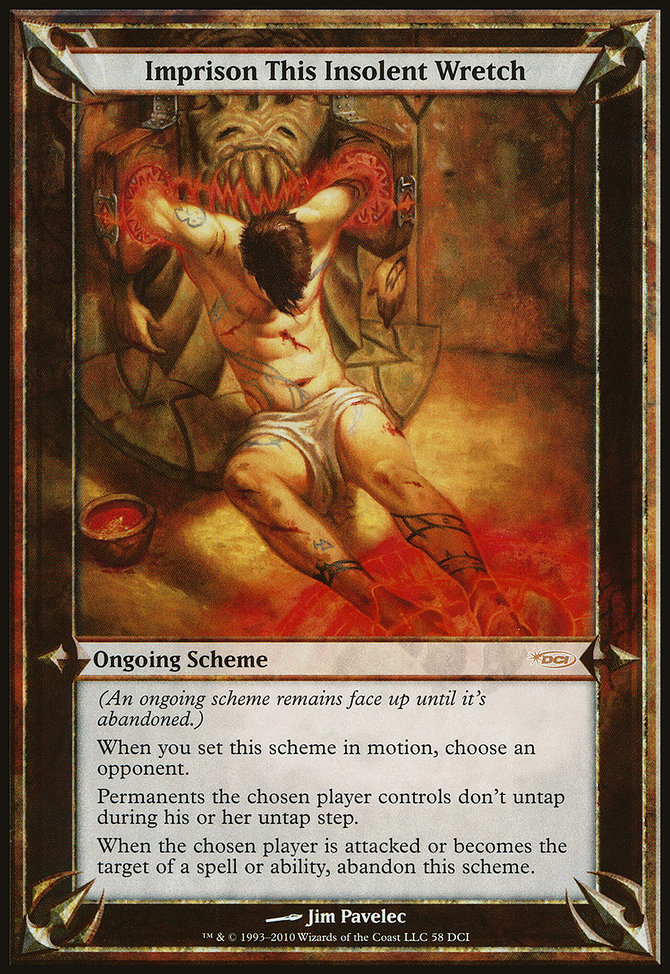 Imprison This Insolent Wretch
Ongoing Scheme
DCI
(An ongoing scheme remains face up until it's
abandoned.)
When you set this scheme in motion, choose an
opponent.
Permanents the chosen player controls don't untap
during his or her untap step.
When the chosen player is attacked or becomes the
target of a spell or ability, abandon this scheme.
Jim Pavelec
™ & © 1993–2010 Wizards of the Coast LLC 58 DCI